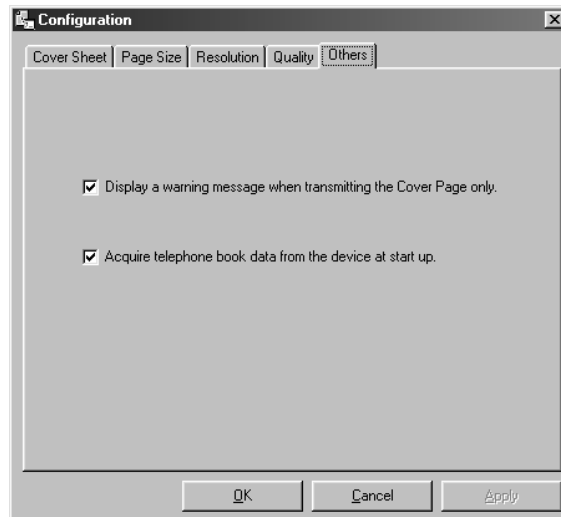 Configuration
Cover Sheet Page Size Resolution Quality Others
Display a warning message when transmitting the Cover Page only.
Acquire telephone book data from the device at start up.
OK Cancel Apply